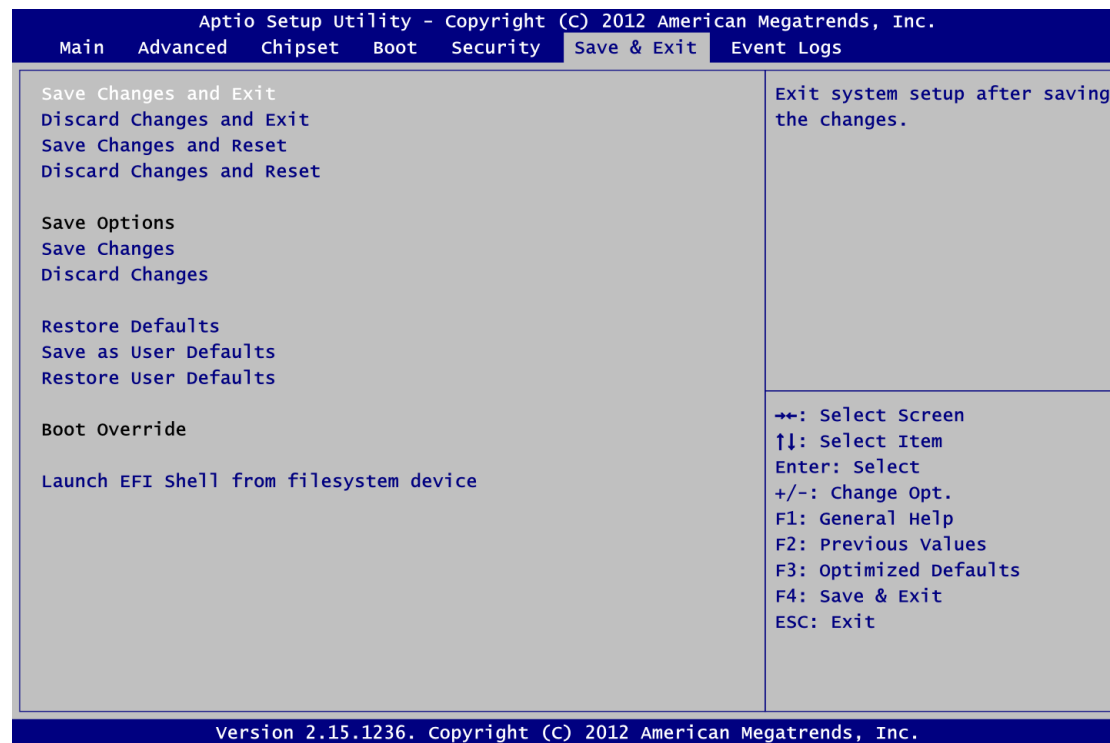 Aptio Setup Utility - Copyright (C) 2012 American Megatrends, Inc.
Main Advanced Chipset Boot Security Save & Exit Event Logs
Save Changes and Exit
Discard Changes and Exit
Save Changes and Reset
Discard Changes and Reset
Save Options
Save Changes
Discard Changes
Restore Defaults
Save as User Defaults
Restore User Defaults
Boot Override
Launch EFI Shell from filesystem device
Exit system setup after saving
the changes.
→←: Select Screen
↑↓: Select Item
Enter: Select
+/-: Change Opt.
F1: General Help
F2: Previous Values
F3: Optimized Defaults
F4: Save & Exit
ESC: Exit
Version 2.15.1236. Copyright (C) 2012 American Megatrends, Inc.